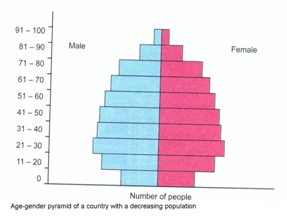 91 – 100
Male
Female
81 – 90
71 – 80
61 – 70
51 – 60
41 – 50
31 – 40
21 – 30
11 – 20
0
Number of people
Age-gender pyramid of a country with a decreasing population